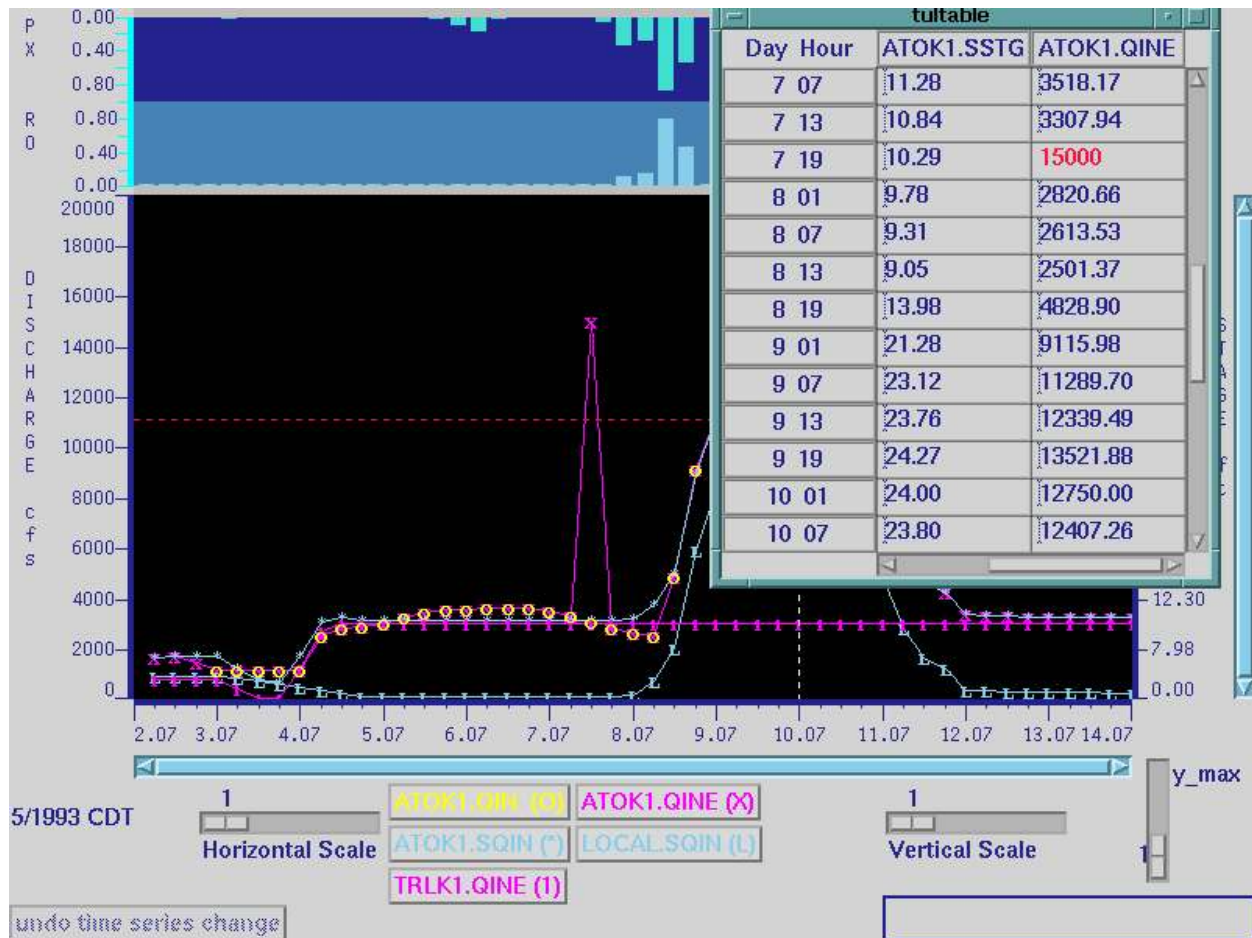 P X
0.00
0.40
0.80
R O
0.80
0.40
0.00
tultable
Day Hour ATOK1.SSTG ATOK1.QINE
7 07 11.28 3518.17
7 13 10.84 3307.94
7 19 10.29 15000
8 01 9.78 2820.66
8 07 9.31 2613.53
8 13 9.05 2501.37
8 19 13.98 4828.90
9 01 21.28 9115.98
9 07 23.12 11289.70
9 13 23.76 12339.49
9 19 24.27 13521.88
10 01 24.00 12750.00
10 07 23.80 12407.26
DISCHARGE cfs
20000
18000
16000
14000
12000
10000
8000
6000
4000
2000
0
12.30
7.98
0.00
2.07 3.07 4.07 5.07 6.07 7.07 8.07 9.07 10.07 11.07 12.07 13.07 14.07
y_max
5/1993 CDT
1
Horizontal Scale
ATOK1.QIN (O) ATOK1.QINE (X)
ATOK1.SQIN (*) LOCAL.SQIN (L)
TRLK1.QINE (1)
1
Vertical Scale
1
undo time series change